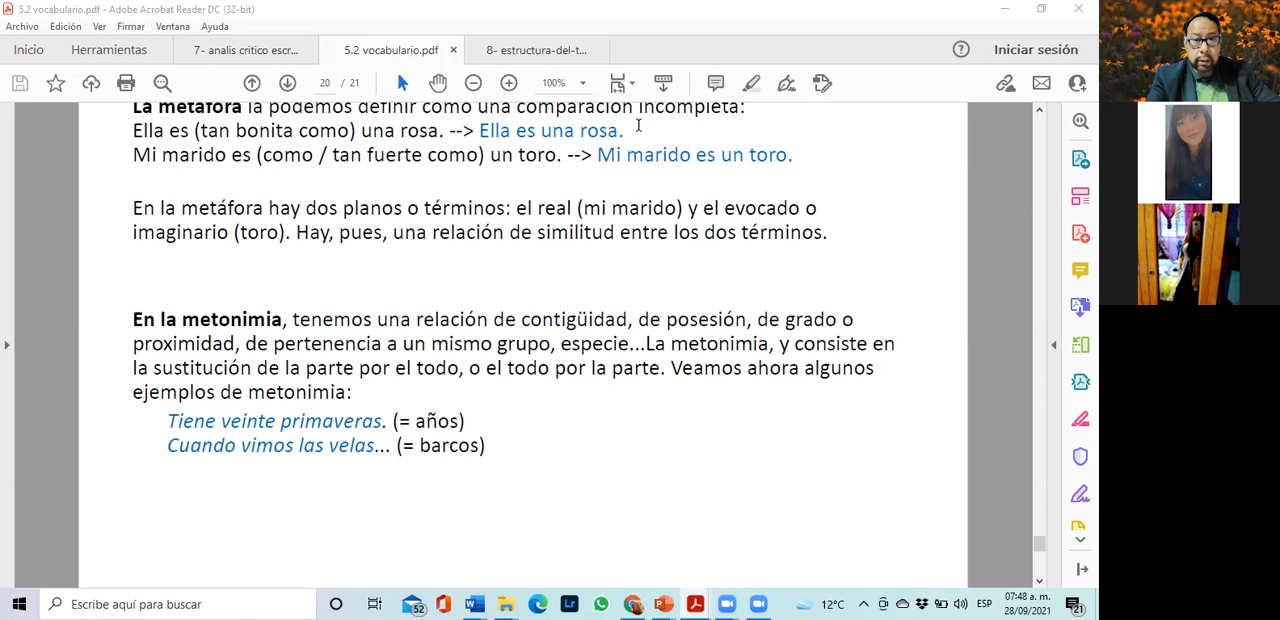 5.2 vocabulario.pdf - Adobe Acrobat Reader DC (32-bit)
Archivo Edición Ver Firmar Ventana Ayuda
Inicio Herramientas 7- analis critico escr... 5.2 vocabulario.pdf × 8- estructura-del-t... Iniciar sesión
20 / 21 100%
La metáfora la podemos definir como una comparación incompleta:
Ella es (tan bonita como) una rosa. --> Ella es una rosa.
Mi marido es (como / tan fuerte como) un toro. --> Mi marido es un toro.
En la metáfora hay dos planos o términos: el real (mi marido) y el evocado o
imaginario (toro). Hay, pues, una relación de similitud entre los dos términos.
En la metonimia, tenemos una relación de contigüidad, de posesión, de grado o
proximidad, de pertenencia a un mismo grupo, especie...La metonimia, y consiste en
la sustitución de la parte por el todo, o el todo por la parte. Veamos ahora algunos
ejemplos de metonimia:
Tiene veinte primaveras. (= años)
Cuando vimos las velas... (= barcos)
Escribe aquí para buscar
52
12°C
ESP
07:48 a. m.
28/09/2021
21